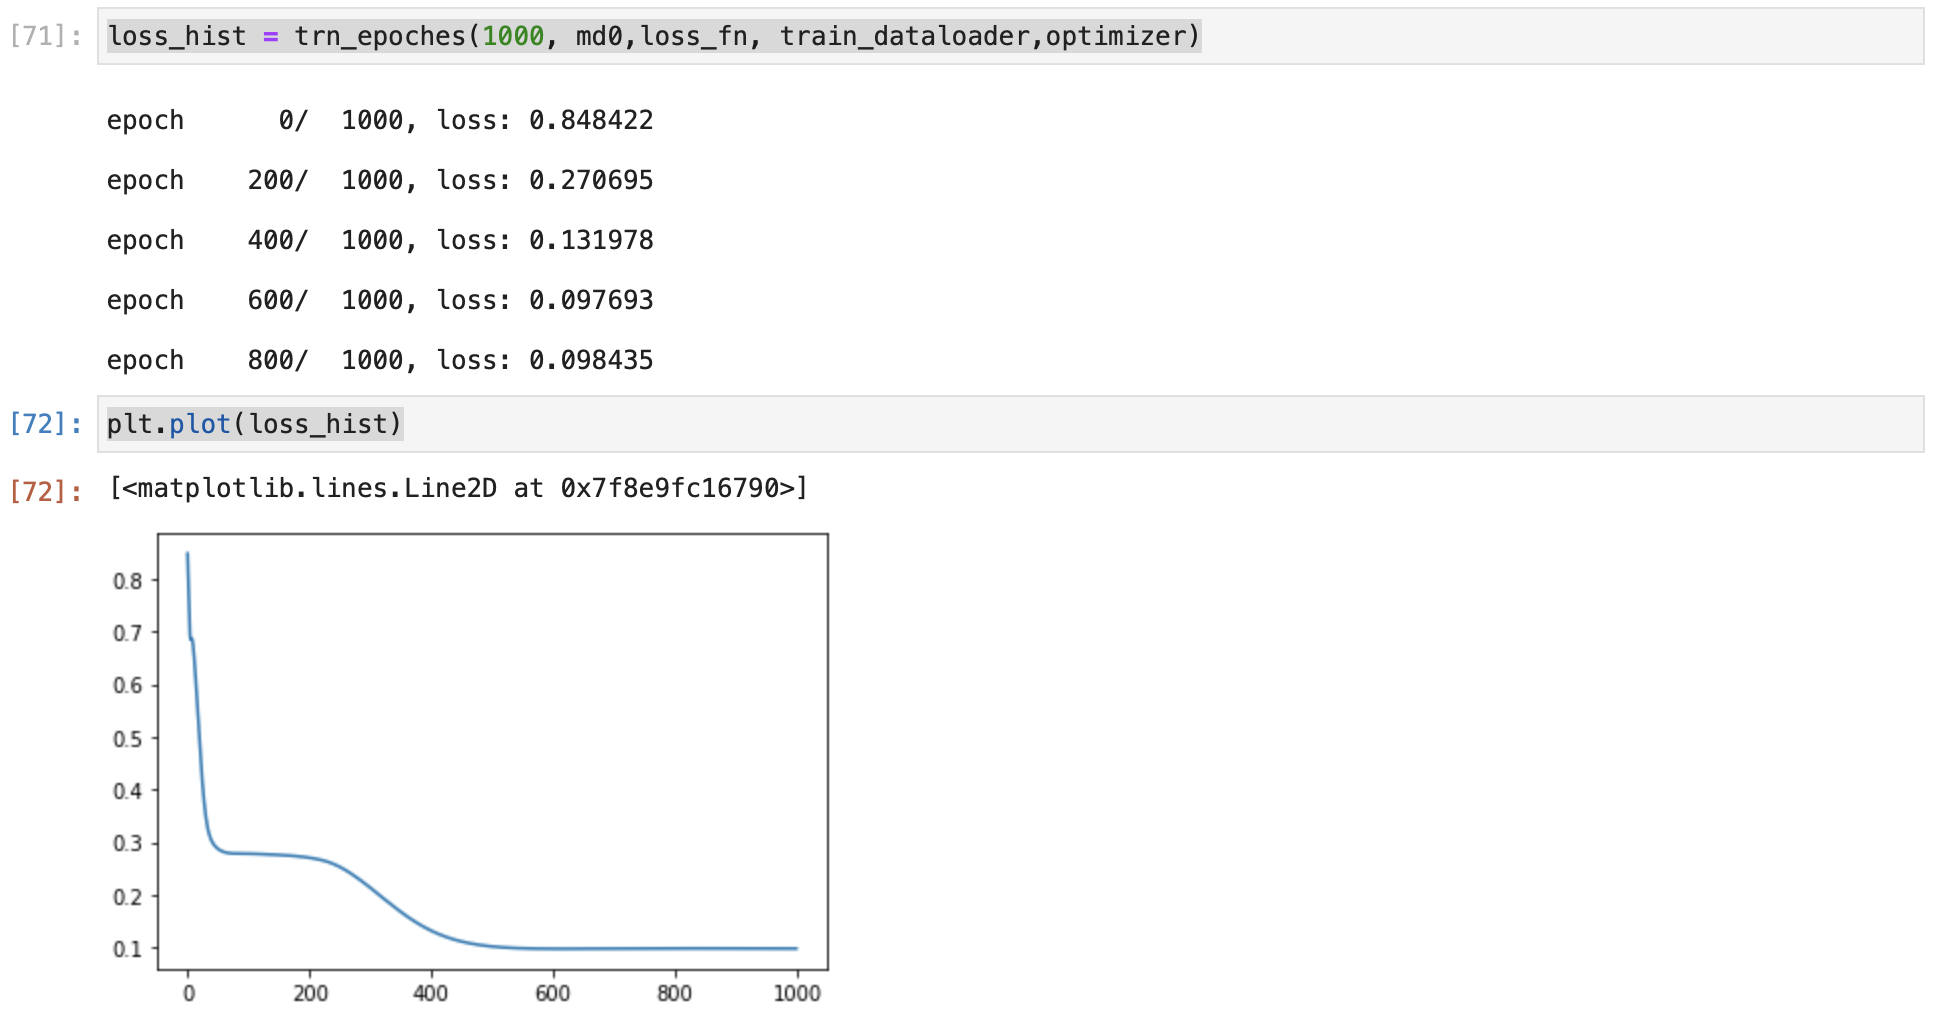 [71]: loss_hist = trn_epoches(1000, md0,loss_fn, train_dataloader,optimizer)
epoch      0/  1000, loss: 0.848422
epoch    200/  1000, loss: 0.270695
epoch    400/  1000, loss: 0.131978
epoch    600/  1000, loss: 0.097693
epoch    800/  1000, loss: 0.098435
[72]: plt.plot(loss_hist)
[72]: [<matplotlib.lines.Line2D at 0x7f8e9fc16790>]
0.8
0.7
0.6
0.5
0.4
0.3
0.2
0.1
0 200 400 600 800 1000